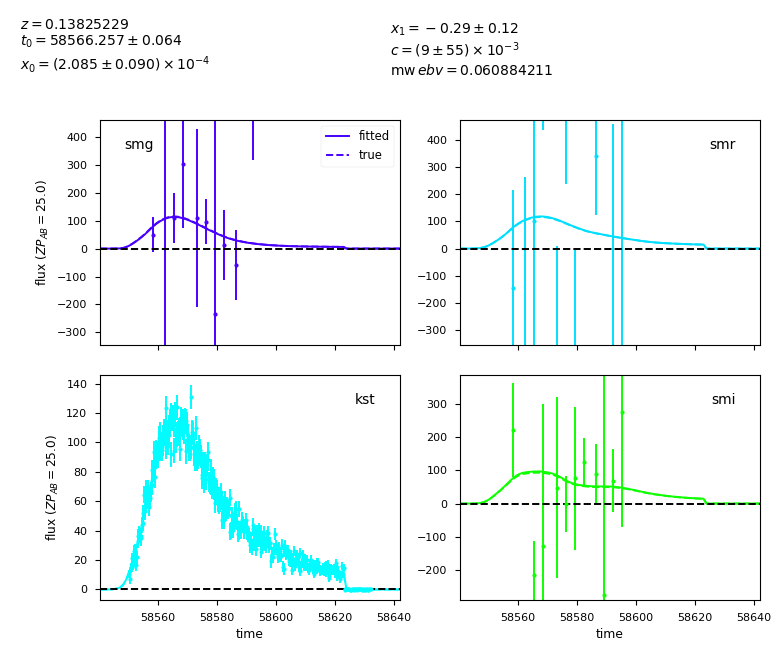 z = 0.13825229
t₀ = 58566.257 ± 0.064
x₀ = (2.085 ± 0.090) × 10⁻⁴
x₁ = −0.29 ± 0.12
c = (9 ± 55) × 10⁻³
mw ebv = 0.060884211
smg
fitted
true
400
300
200
100
0
−100
−200
−300
flux (ZP_AB = 25.0)
smr
400
300
200
100
0
−100
−200
−300
kst
140
120
100
80
60
40
20
0
flux (ZP_AB = 25.0)
58560 58580 58600 58620 58640
time
smi
300
200
100
0
−100
−200
58560 58580 58600 58620 58640
time